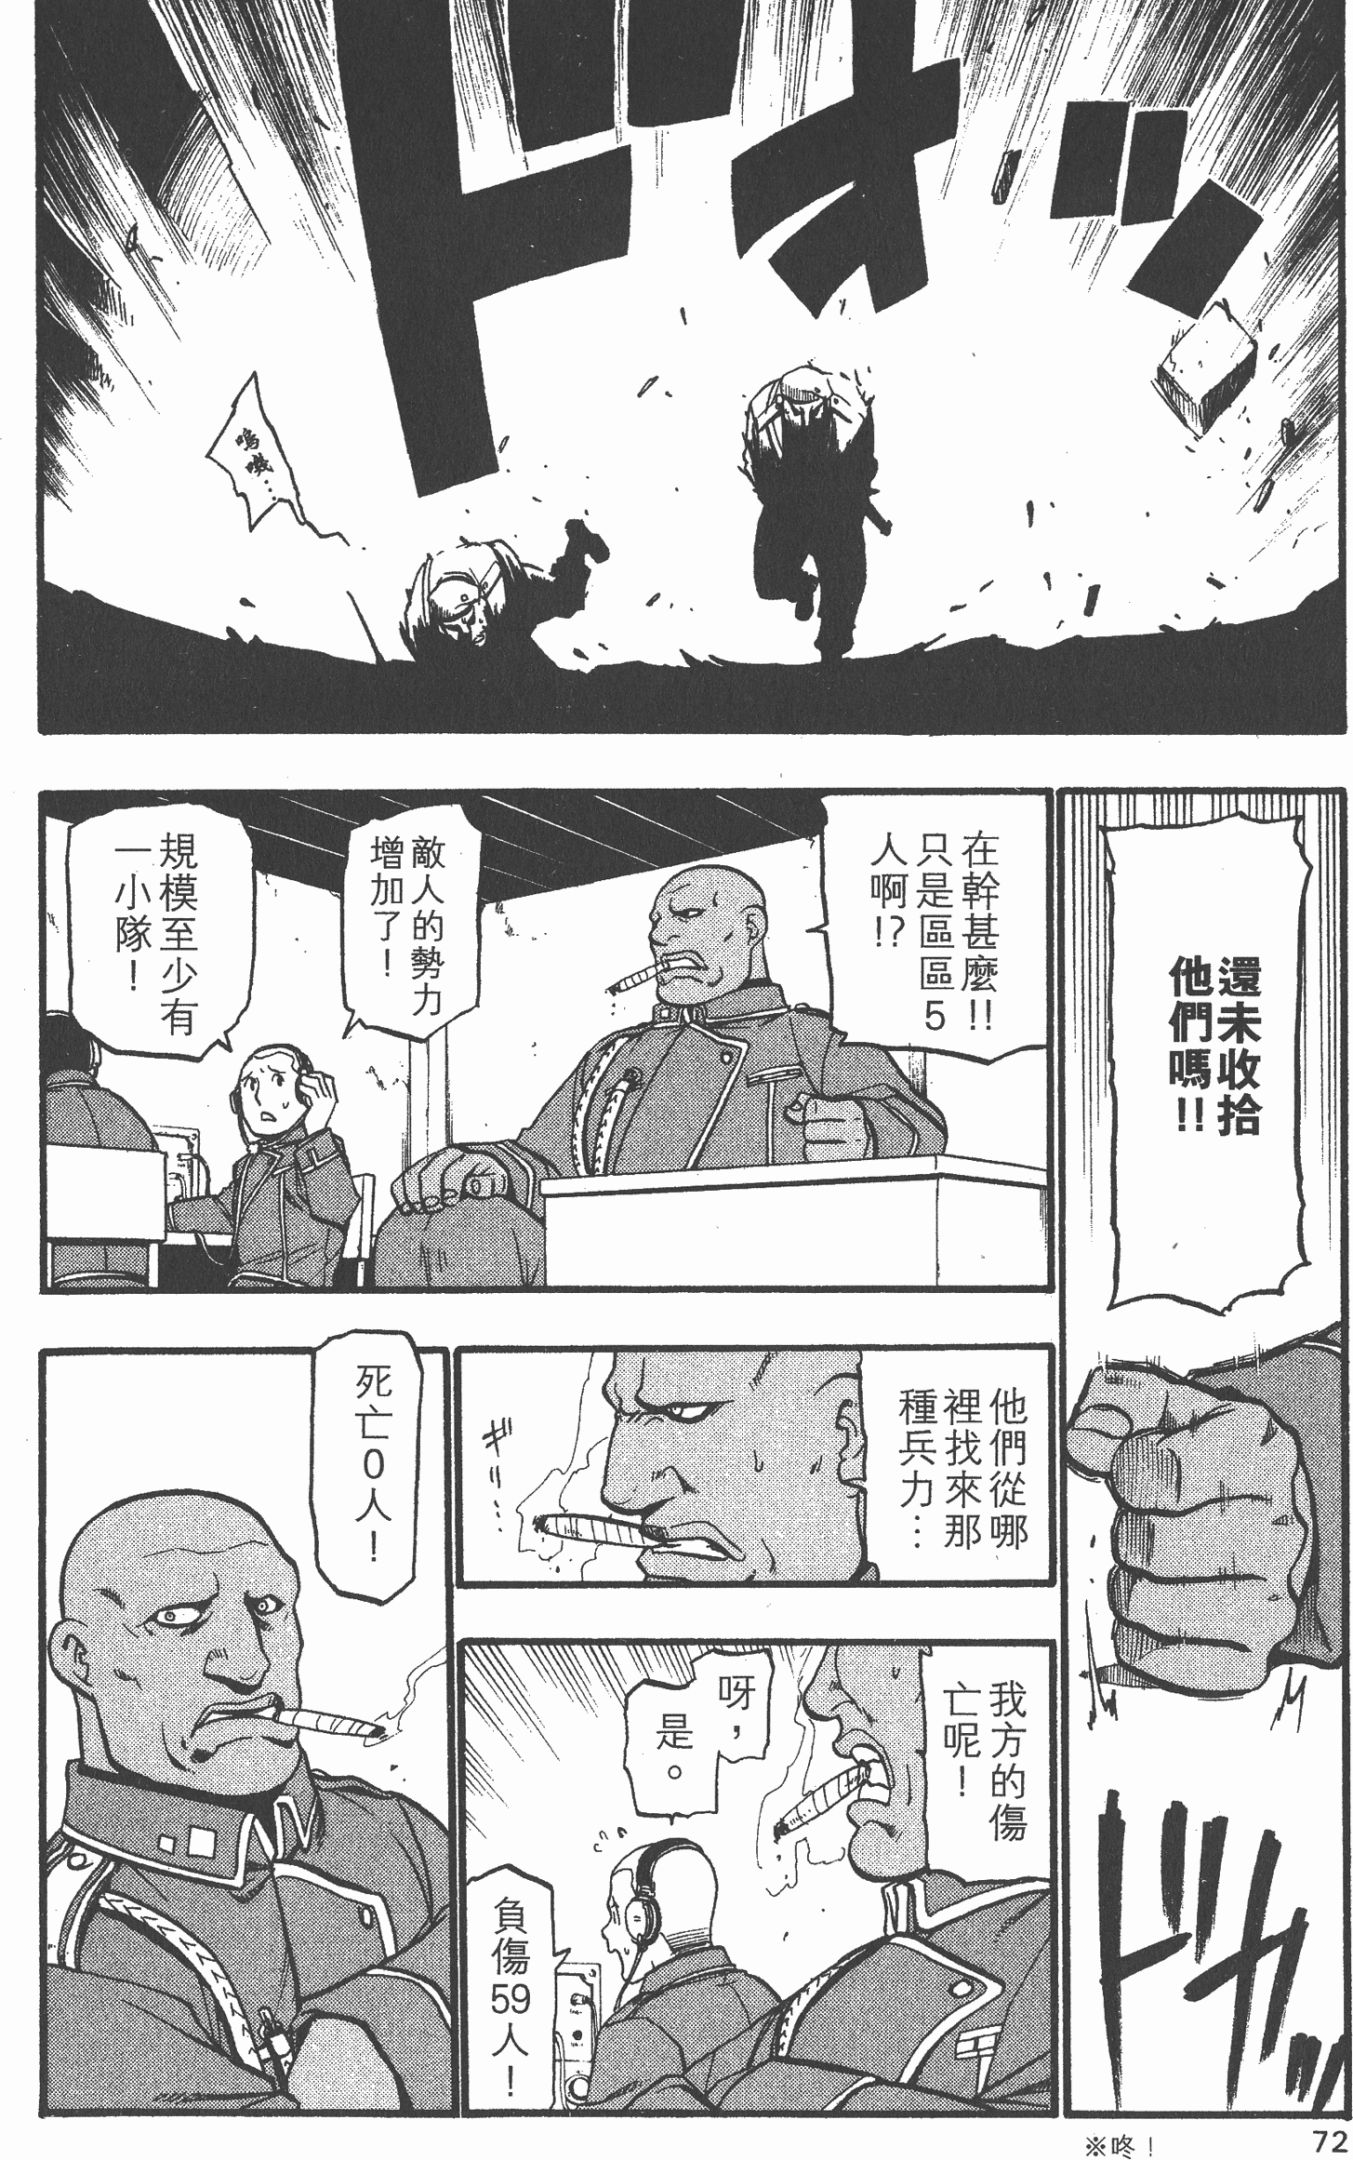 ドオッ
嗚
噢…
還未收拾
他們嗎!!
ドカッ
在幹甚麼!!
只是區區5
人啊!?
敵人的勢力
增加了！
規模至少有
一小隊！
他們從哪
裡找來那
種兵力…
ギ…
我方的傷
亡呢！
呀，
是。
負傷59人！
死亡0人！
※咚！
72